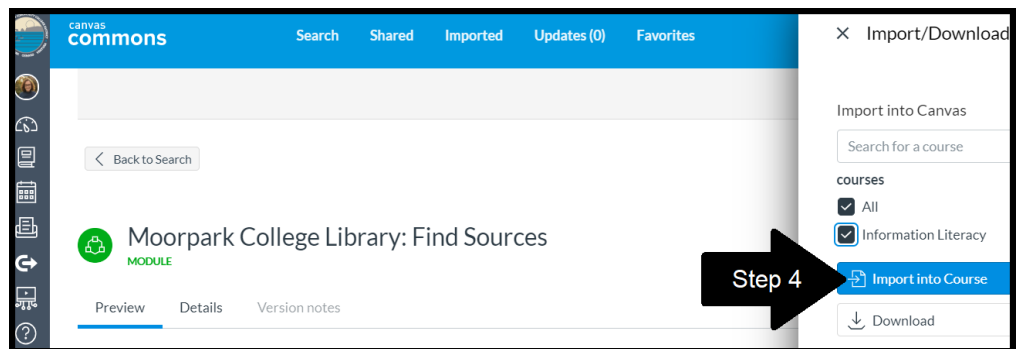 canvas
commons
Search Shared Imported Updates (0) Favorites
Back to Search
Moorpark College Library: Find Sources
MODULE
Preview Details Version notes
Import/Download
Import into Canvas
Search for a course
courses
All
Information Literacy
Step 4
Import into Course
Download